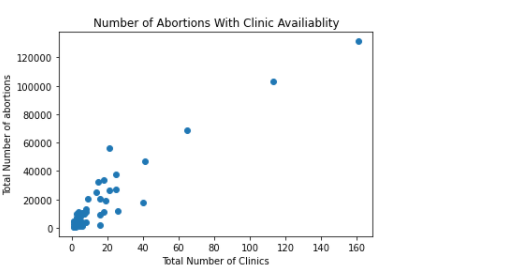 Number of Abortions With Clinic Availiablity
Total Number of abortions
120000
100000
80000
60000
40000
20000
0
0 20 40 60 80 100 120 140 160
Total Number of Clinics